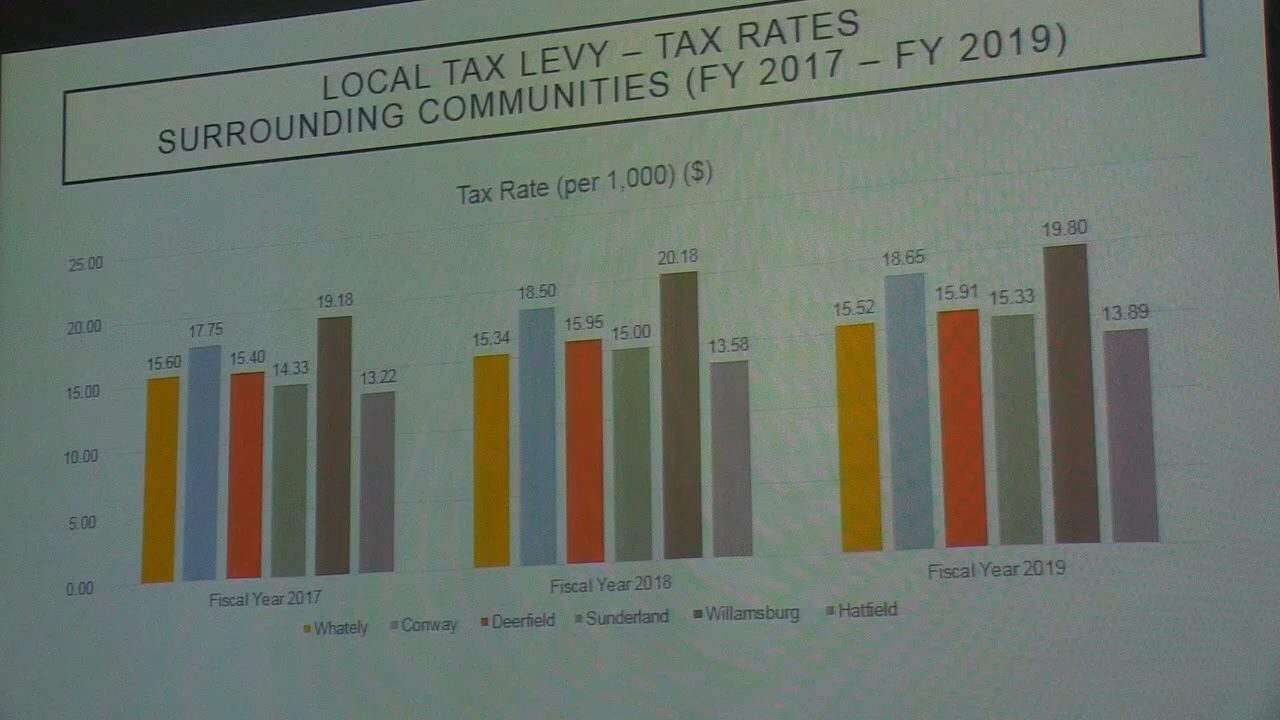 LOCAL TAX LEVY – TAX RATES
SURROUNDING COMMUNITIES (FY 2017 – FY 2019)
Tax Rate (per 1,000) ($)
25.00
20.00
15.00
10.00
5.00
0.00
15.60 17.75 15.40 14.33 19.18 13.22
15.34 18.50 15.95 15.00 20.18 13.58
15.52 18.65 15.91 15.33 19.80 13.89
Fiscal Year 2017 Fiscal Year 2018 Fiscal Year 2019
Whately Conway Deerfield Sunderland Willamsburg Hatfield